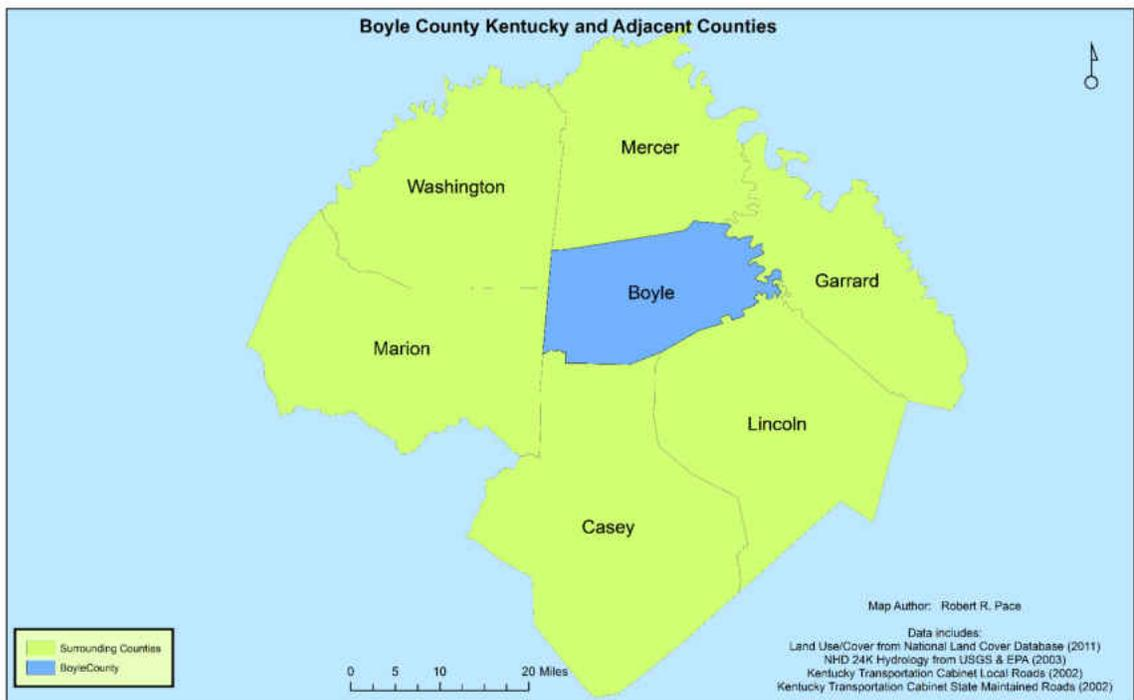 Boyle County Kentucky and Adjacent Counties
Mercer
Washington
Garrard
Boyle
Marion
Lincoln
Casey
Surrounding Counties
BoyleCounty
0 5 10 20 Miles
Map Author: Robert R. Pace
Data includes:
Land Use/Cover from National Land Cover Database (2011)
NHD 24K Hydrology from USGS & EPA (2003)
Kentucky Transportation Cabinet Local Roads (2002)
Kentucky Transportation Cabinet State Maintained Roads (2002)